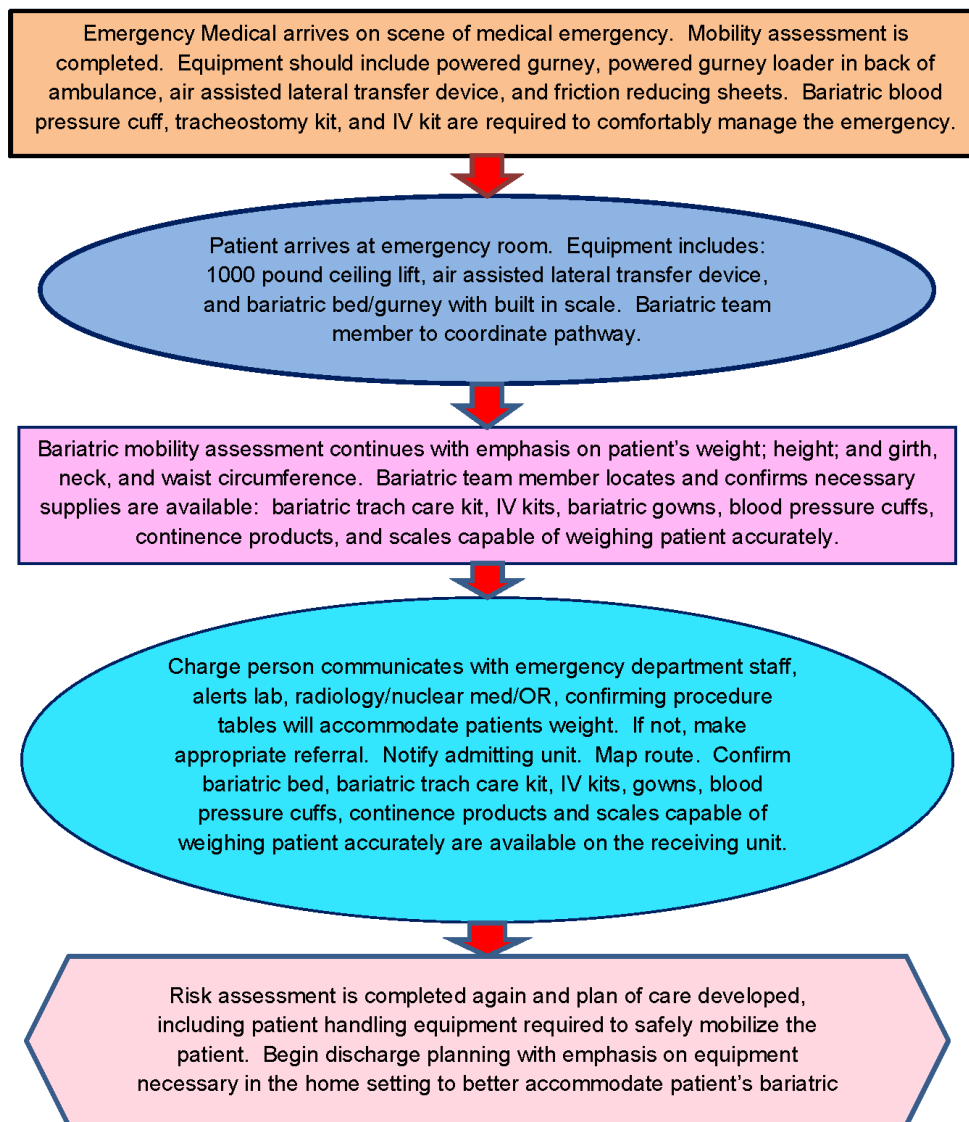 Emergency Medical arrives on scene of medical emergency.  Mobility assessment is
completed.  Equipment should include powered gurney, powered gurney loader in back of
ambulance, air assisted lateral transfer device, and friction reducing sheets.  Bariatric blood
pressure cuff, tracheostomy kit, and IV kit are required to comfortably manage the emergency.
Patient arrives at emergency room.  Equipment includes:
1000 pound ceiling lift, air assisted lateral transfer device,
and bariatric bed/gurney with built in scale.  Bariatric team
member to coordinate pathway.
Bariatric mobility assessment continues with emphasis on patient's weight; height; and girth,
neck, and waist circumference.  Bariatric team member locates and confirms necessary
supplies are available:  bariatric trach care kit, IV kits, bariatric gowns, blood pressure cuffs,
continence products, and scales capable of weighing patient accurately.
Charge person communicates with emergency department staff,
alerts lab, radiology/nuclear med/OR, confirming procedure
tables will accommodate patients weight.  If not, make
appropriate referral.  Notify admitting unit.  Map route.  Confirm
bariatric bed, bariatric trach care kit, IV kits, gowns, blood
pressure cuffs, continence products and scales capable of
weighing patient accurately are available on the receiving unit.
Risk assessment is completed again and plan of care developed,
including patient handling equipment required to safely mobilize the
patient.  Begin discharge planning with emphasis on equipment
necessary in the home setting to better accommodate patient's bariatric